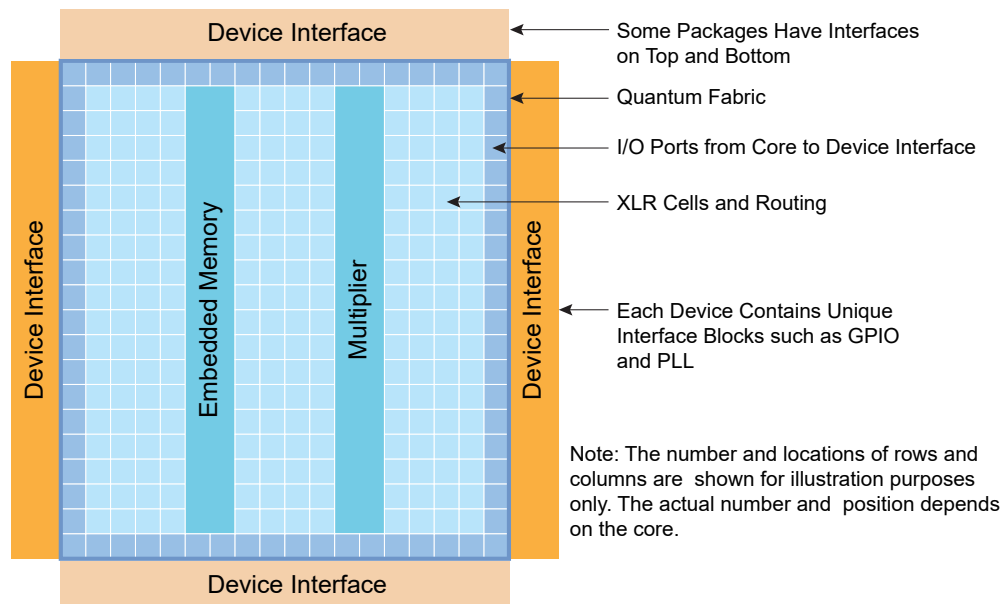 Device Interface
Some Packages Have Interfaces
on Top and Bottom
Quantum Fabric
I/O Ports from Core to Device Interface
XLR Cells and Routing
Device Interface
Embedded Memory
Multiplier
Device Interface
Each Device Contains Unique
Interface Blocks such as GPIO
and PLL
Note: The number and locations of rows and
columns are  shown for illustration purposes
only. The actual number and  position depends
on the core.
Device Interface